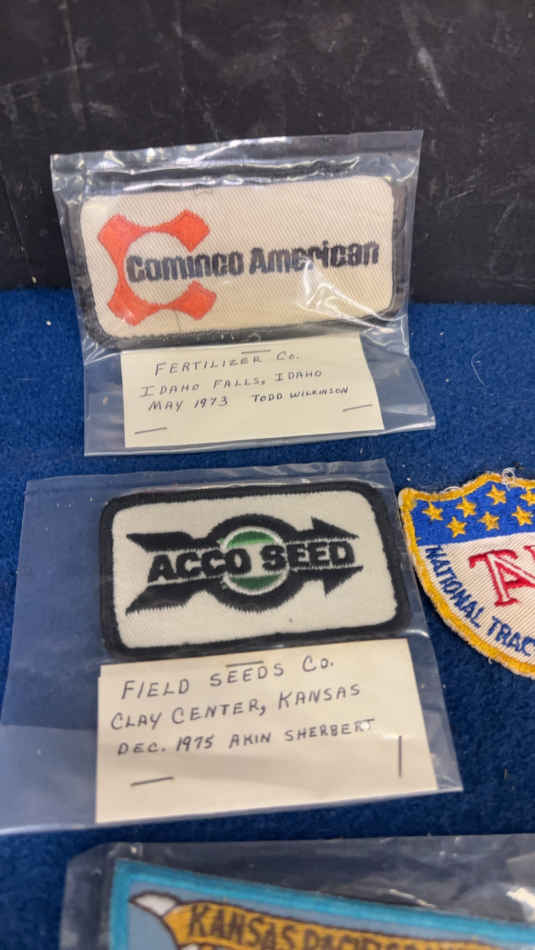 Cominco American
FERTILIZER Co.
IDAHO FALLS, IDAHO
MAY 1973 TODD WILKINSON
ACCO SEED
FIELD SEEDS Co.
CLAY CENTER, KANSAS
DEC. 1975 AKIN SHERBERT
NATIONAL TRAC
KANSAS PACIFIC